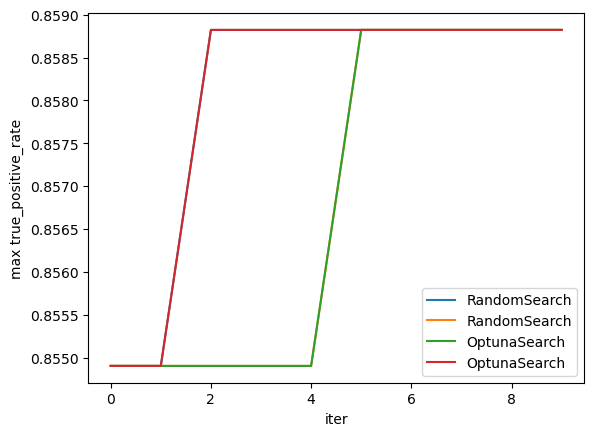 0.8590
0.8585
0.8580
0.8575
0.8570
0.8565
0.8560
0.8555
0.8550
max true_positive_rate
RandomSearch
RandomSearch
OptunaSearch
OptunaSearch
0 2 4 6 8
iter